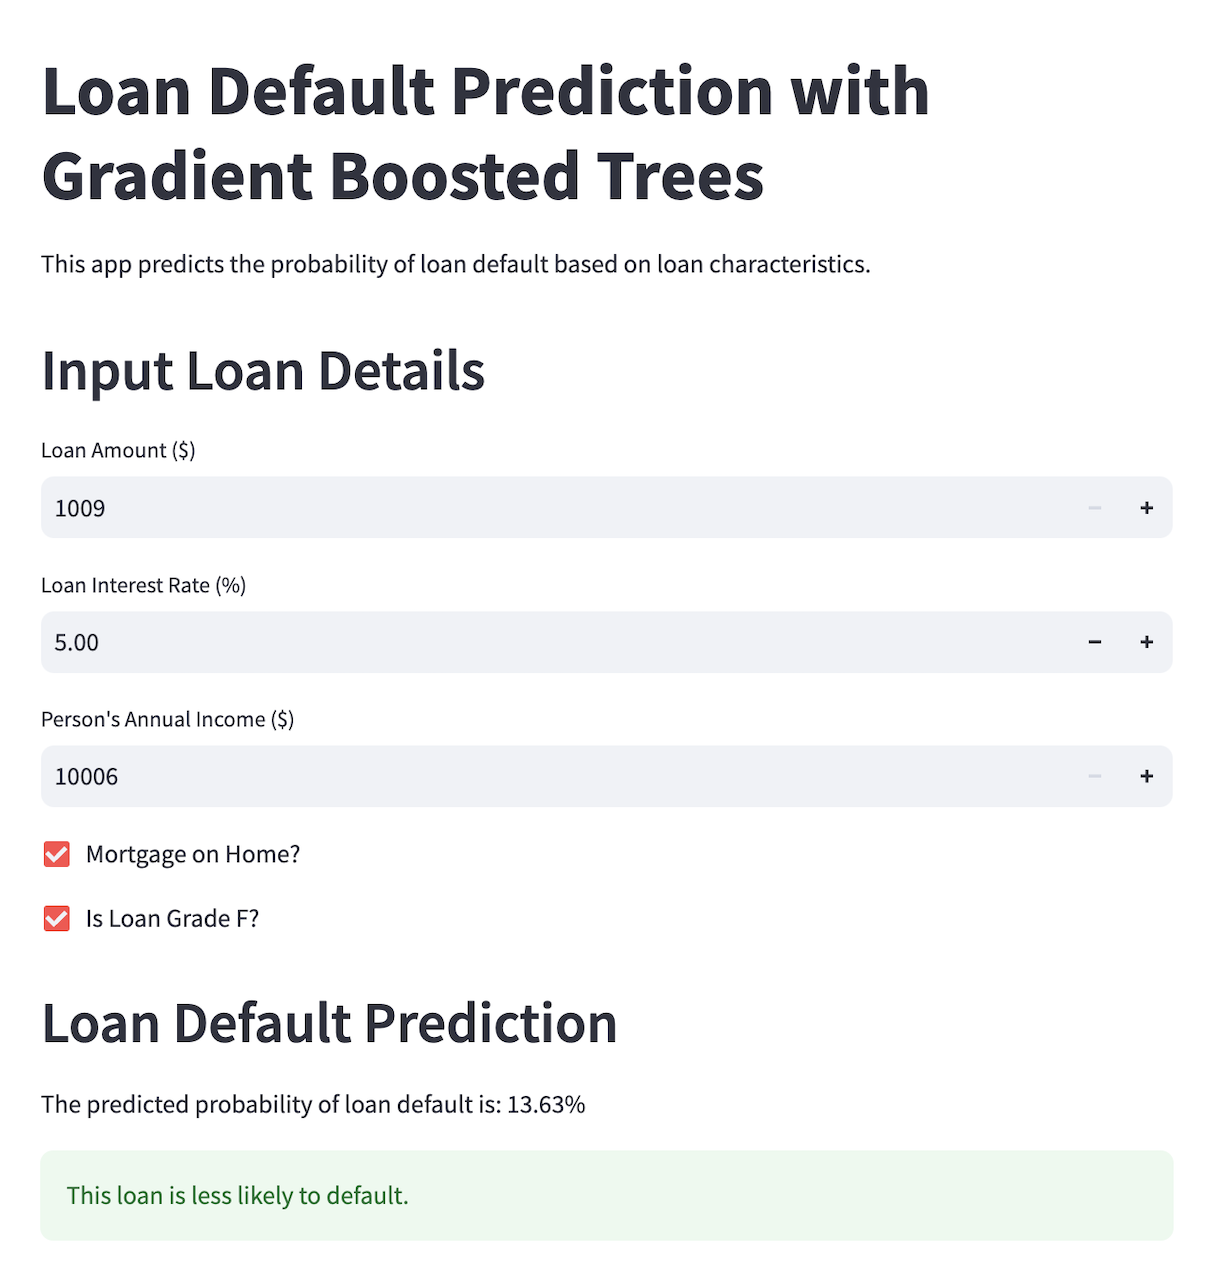 Loan Default Prediction with
Gradient Boosted Trees
This app predicts the probability of loan default based on loan characteristics.
Input Loan Details
Loan Amount ($)
1009
Loan Interest Rate (%)
5.00
Person's Annual Income ($)
10006
Mortgage on Home?
Is Loan Grade F?
Loan Default Prediction
The predicted probability of loan default is: 13.63%
This loan is less likely to default.